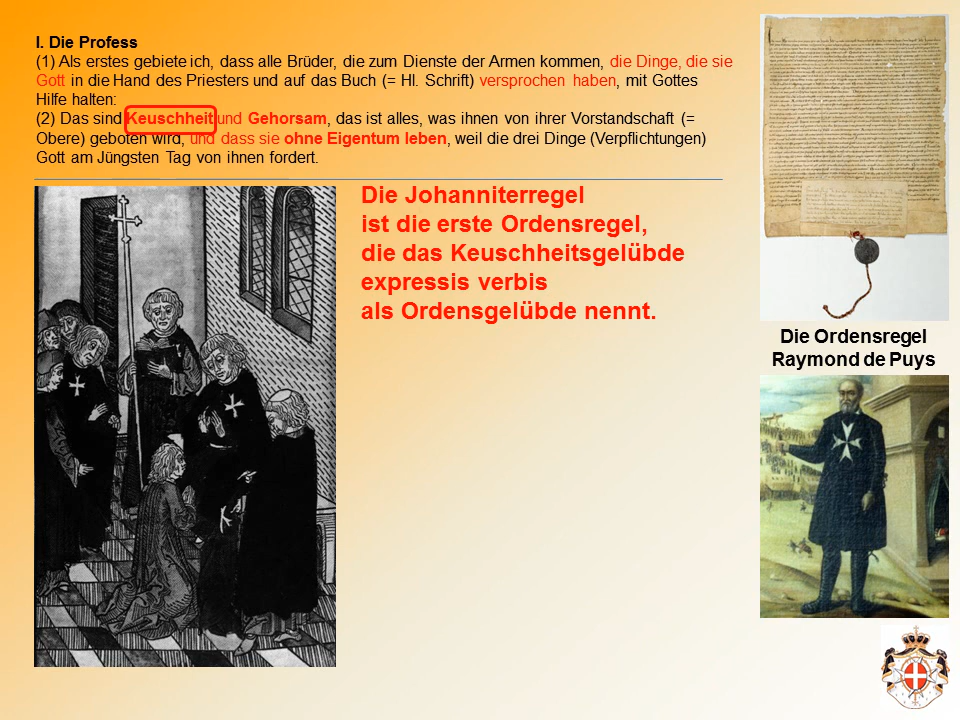 I. Die Profess
(1) Als erstes gebiete ich, dass alle Brüder, die zum Dienste der Armen kommen, die Dinge, die sie
Gott in die Hand des Priesters und auf das Buch (= Hl. Schrift) versprochen haben, mit Gottes
Hilfe halten:
(2) Das sind Keuschheit und Gehorsam, das ist alles, was ihnen von ihrer Vorstandschaft (=
Obere) geboten wird, und dass sie ohne Eigentum leben, weil die drei Dinge (Verpflichtungen)
Gott am Jüngsten Tag von ihnen fordert.
Die Johanniterregel
ist die erste Ordensregel,
die das Keuschheitsgelübde
expressis verbis
als Ordensgelübde nennt.
Die Ordensregel
Raymond de Puys